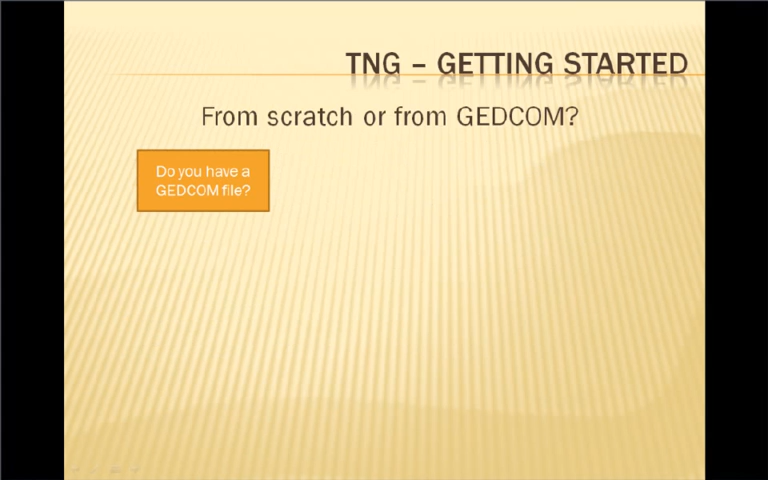 TNG – GETTING STARTED
From scratch or from GEDCOM?
Do you have a
GEDCOM file?